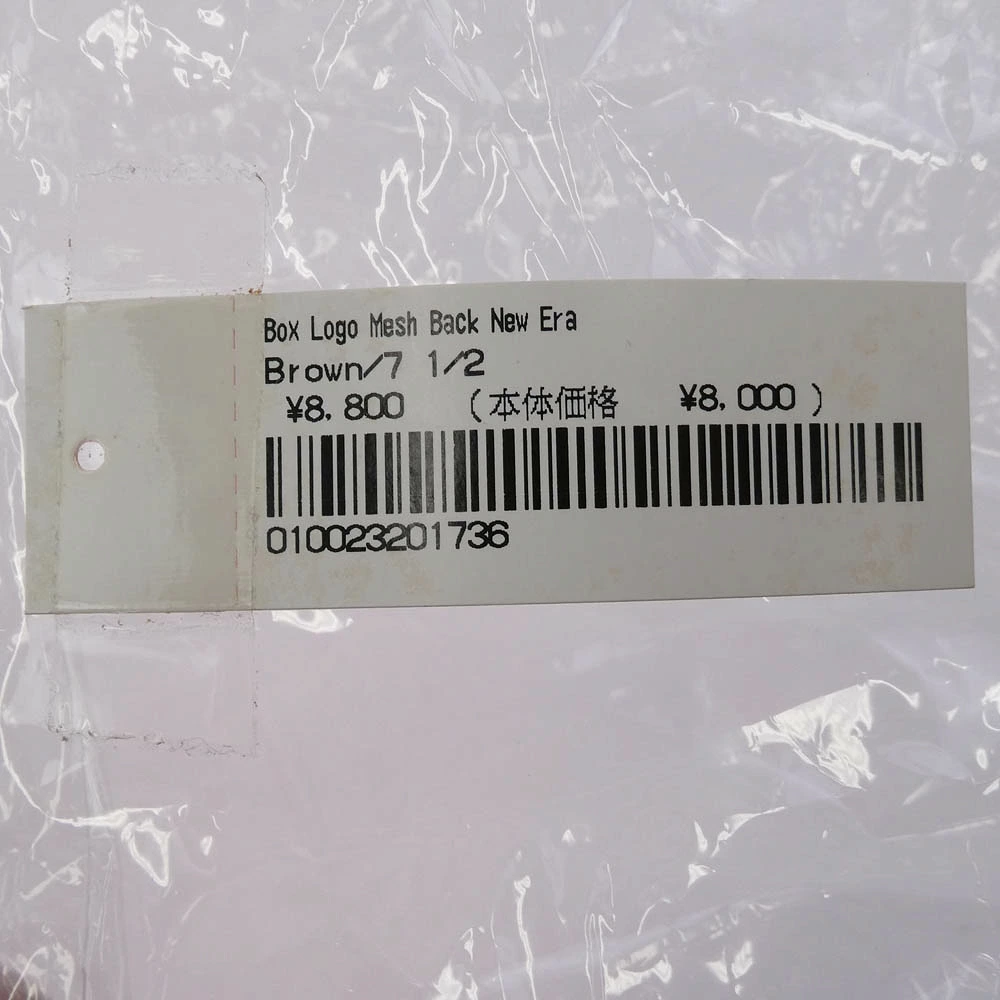 Box Logo Mesh Back New Era
Brown/7 1/2
¥8,800 (本体価格 ¥8,000)
010023201736